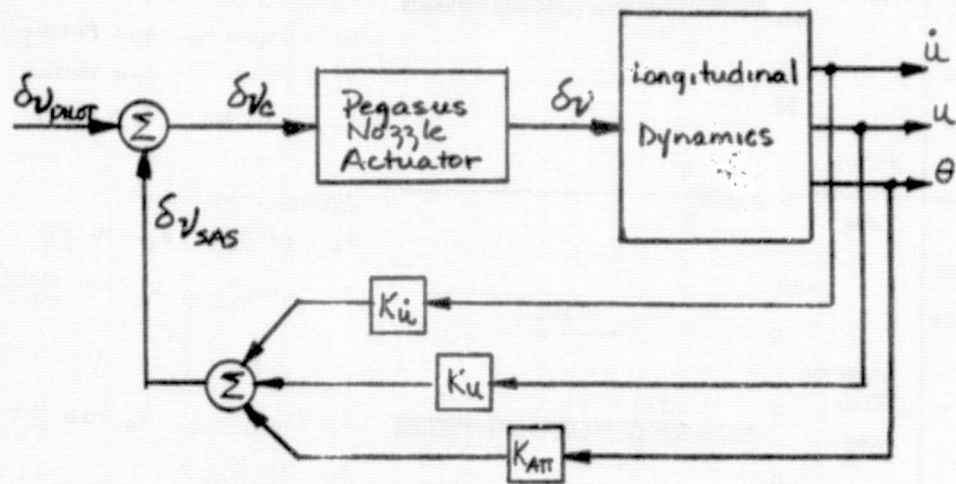 u̇
δν_PILOT
Σ
δν_c
Pegasus
Nozzle
Actuator
δν
Longitudinal
Dynamics
u
θ
δν_SAS
K_u̇
Σ
K_u
K_ATT